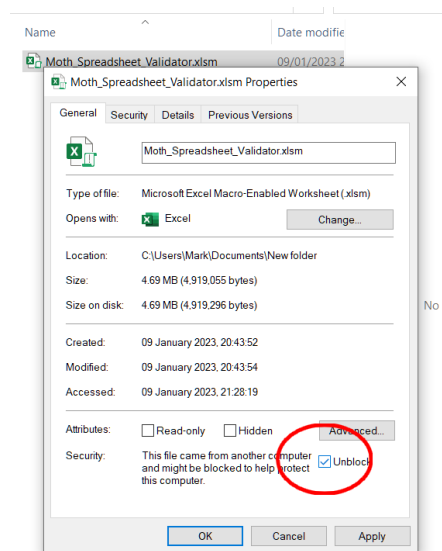 Name
Date modifie
Moth_Spreadsheet_Validator.xlsm
09/01/2023 2
Moth_Spreadsheet_Validator.xlsm Properties
General Security Details Previous Versions
Moth_Spreadsheet_Validator.xlsm
Type of file: Microsoft Excel Macro-Enabled Worksheet (.xlsm)
Opens with: Excel Change...
Location: C:\Users\Mark\Documents\New folder
Size: 4.69 MB (4,919,055 bytes)
No
Size on disk: 4.69 MB (4,919,296 bytes)
Created: 09 January 2023, 20:43:52
Modified: 09 January 2023, 20:43:54
Accessed: 09 January 2023, 21:28:19
Attributes: Read-only Hidden Advanced...
Security: This file came from another computer
and might be blocked to help protect
this computer.
Unblock
OK Cancel Apply